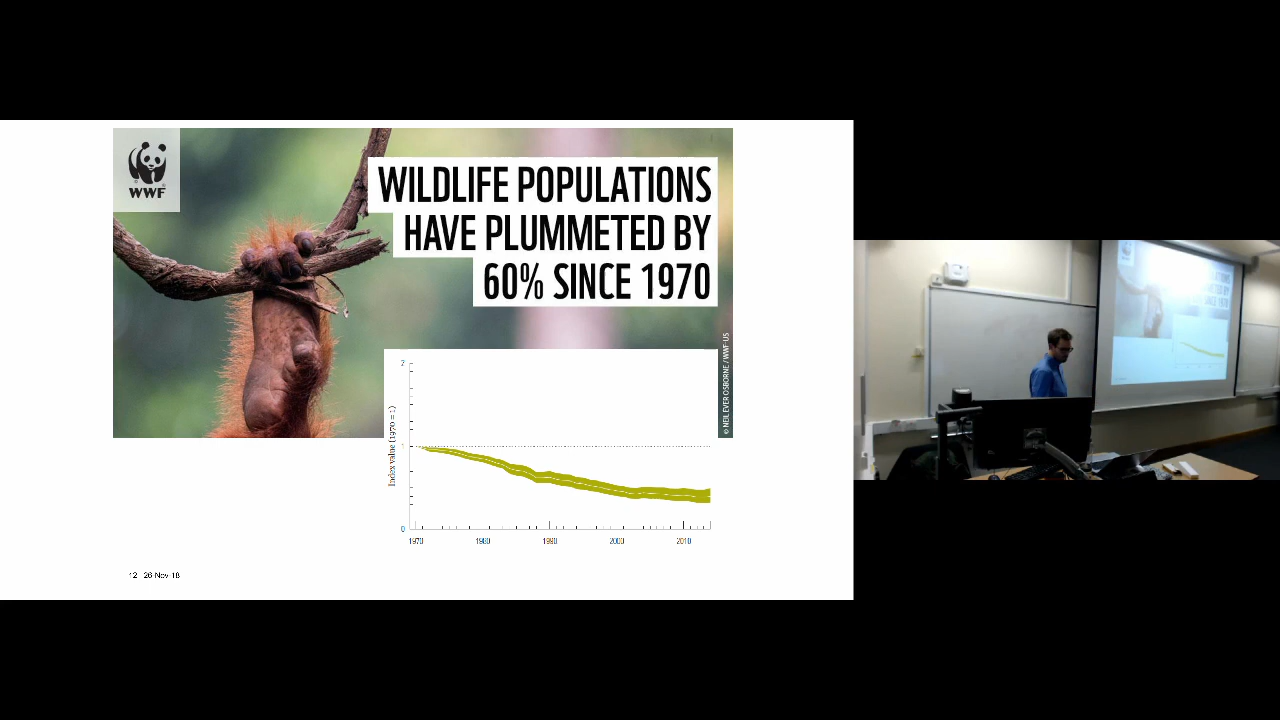 WWF
WILDLIFE POPULATIONS
HAVE PLUMMETED BY
60% SINCE 1970
© NEIL EVER OSBORNE / WWF-US
Index value (1970 = 1)
2
1
0
1970 1980 1990 2000 2010
12 26-Nov-18